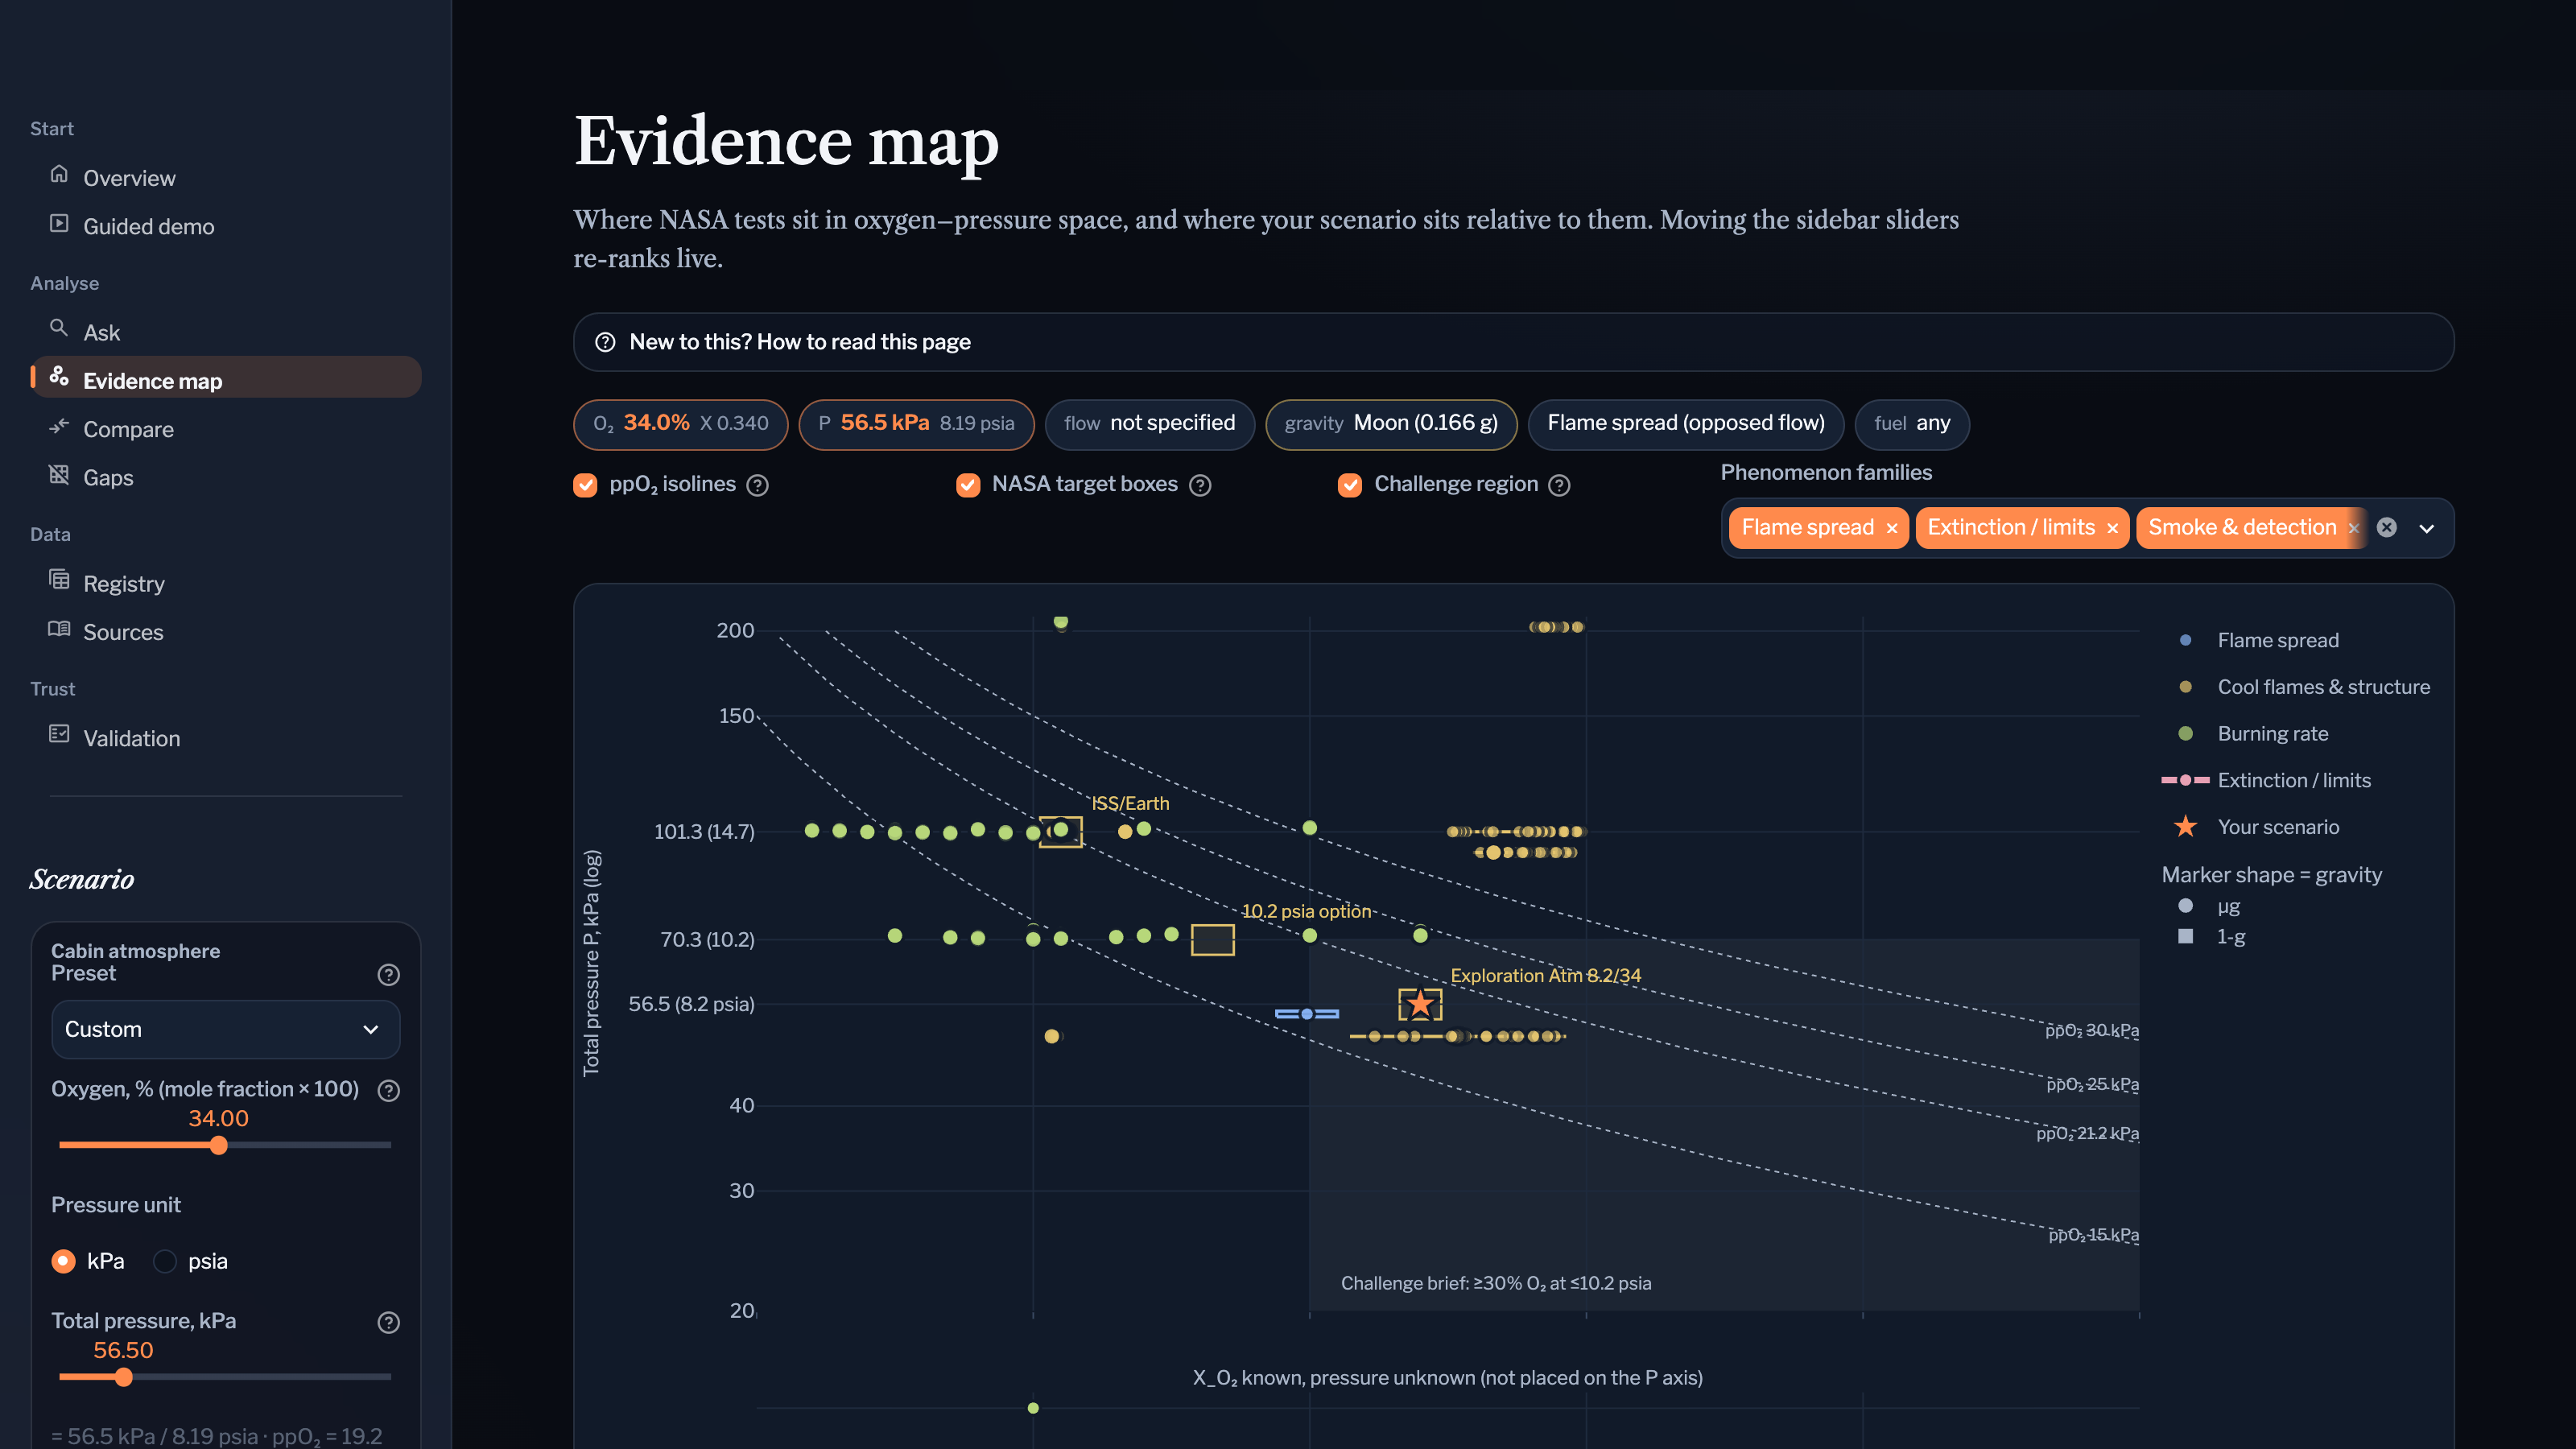 Start
Overview
Guided demo
Analyse
Ask
Evidence map
Compare
Gaps
Data
Registry
Sources
Trust
Validation
Scenario
Cabin atmosphere
Preset
Custom
Oxygen, % (mole fraction × 100)
34.00
Pressure unit
kPa psia
Total pressure, kPa
56.50
= 56.5 kPa / 8.19 psia · ppO₂ = 19.2
Evidence map
Where NASA tests sit in oxygen–pressure space, and where your scenario sits relative to them. Moving the sidebar sliders
re-ranks live.
New to this? How to read this page
O₂ 34.0% X 0.340 P 56.5 kPa 8.19 psia flow not specified gravity Moon (0.166 g) Flame spread (opposed flow) fuel any
ppO₂ isolines NASA target boxes Challenge region
Phenomenon families
Flame spread × Extinction / limits × Smoke & detection ×
Total pressure P, kPa (log)
200
150
101.3 (14.7)
70.3 (10.2)
56.5 (8.2 psia)
40
30
20
ISS/Earth
10.2 psia option
Exploration Atm 8.2/34
ppO₂ 30 kPa
ppO₂ 25 kPa
ppO₂ 21.2 kPa
ppO₂ 15 kPa
Challenge brief: ≥30% O₂ at ≤10.2 psia
X_O₂ known, pressure unknown (not placed on the P axis)
Flame spread
Cool flames & structure
Burning rate
Extinction / limits
Your scenario
Marker shape = gravity
μg
1-g